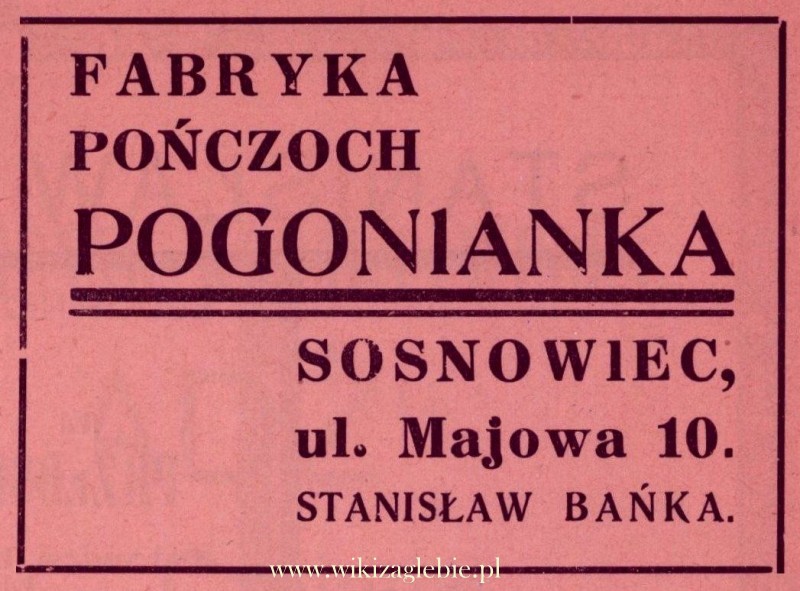 FABRYKA
POŃCZOCH
POGONIANKA
SOSNOWIEC,
ul. Majowa 10.
STANISŁAW BAŃKA.
www.wikizaglebie.pl